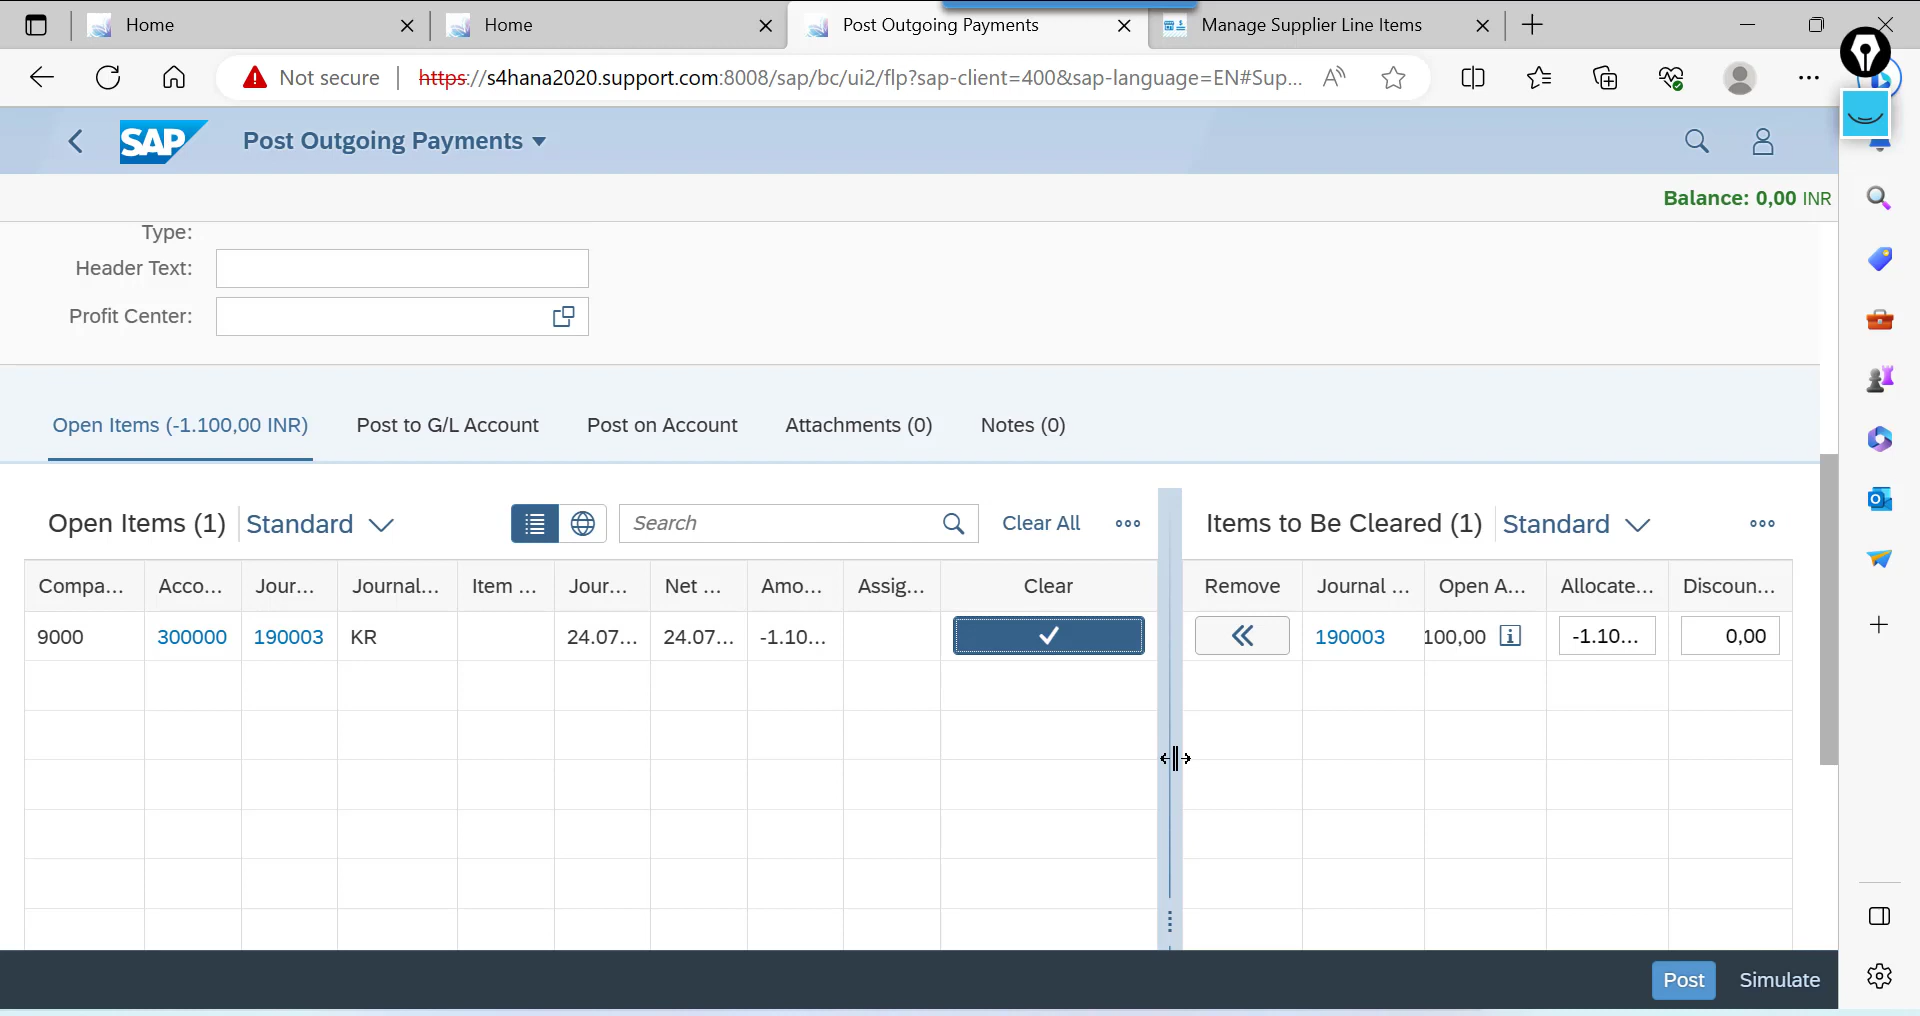 Home
Home
Post Outgoing Payments
Manage Supplier Line Items
Not secure
https://s4hana2020.support.com:8008/sap/bc/ui2/flp?sap-client=400&sap-language=EN#Sup...
SAP
Post Outgoing Payments
Balance: 0,00 INR
Type:
Header Text:
Profit Center:
Open Items (-1.100,00 INR)
Post to G/L Account
Post on Account
Attachments (0)
Notes (0)
Open Items (1)
Standard
Search
Clear All
Items to Be Cleared (1)
Standard
Compa... Acco... Jour... Journal... Item ... Jour... Net ... Amo... Assig... Clear
Remove Journal ... Open A... Allocate... Discoun...
9000 300000 190003 KR 24.07... 24.07... -1.10...
190003 100,00 -1.10... 0,00
Post
Simulate